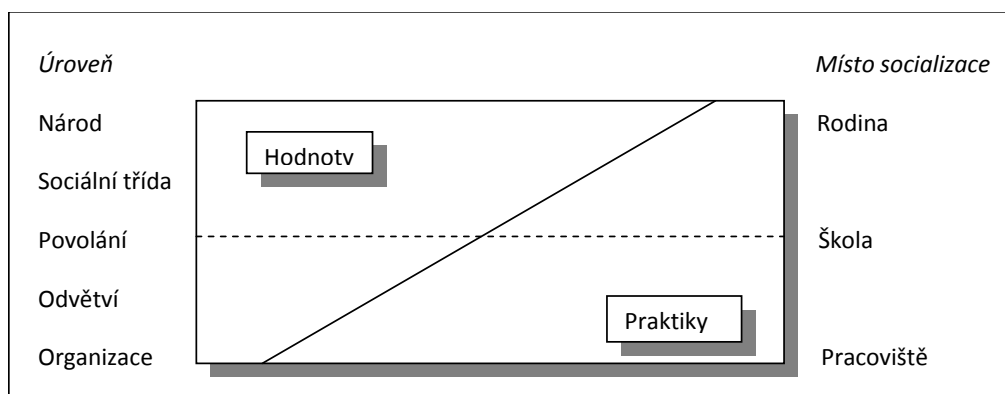 Úroveň
Místo socializace
Národ
Rodina
Hodnotv
Sociální třída
Povolání
Škola
Odvětví
Praktiky
Organizace
Pracoviště